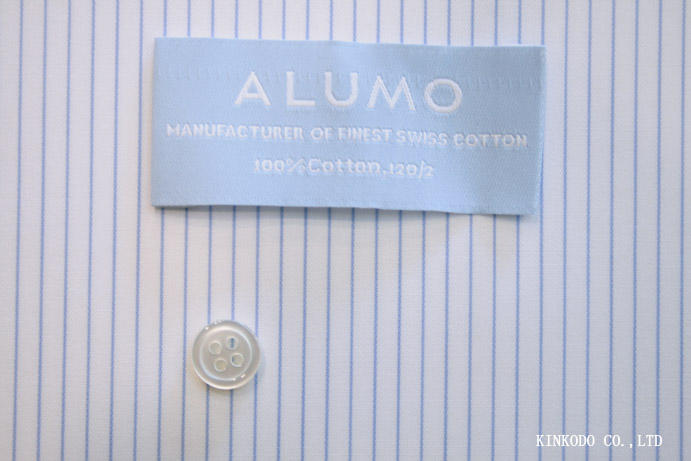 ALUMO
MANUFACTURER OF FINEST SWISS COTTON
100%Cotton,120/2
KINKODO CO.,LTD